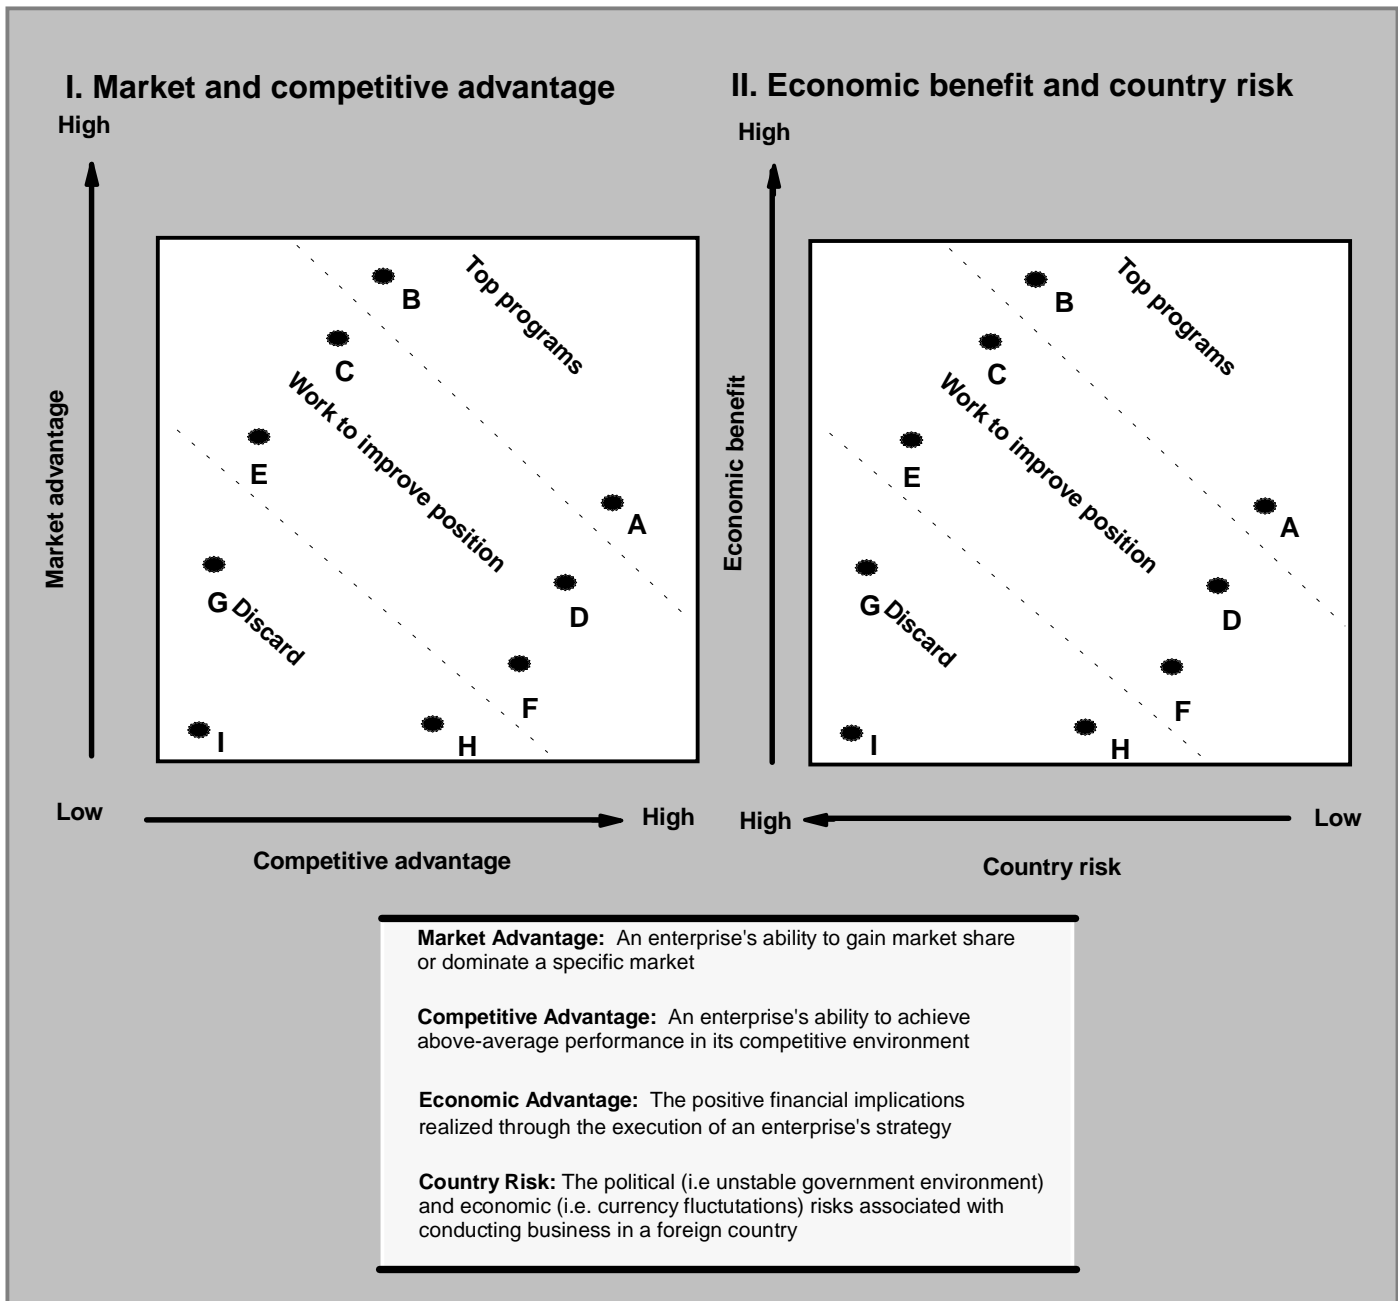 I. Market and competitive advantage
High
Market advantage
B
Top programs
C
Work to improve position
E
A
G
Discard
D
F
I
H
Low
High
Competitive advantage
II. Economic benefit and country risk
High
Economic benefit
B
Top programs
C
Work to improve position
E
A
G
Discard
D
F
I
H
High
Low
Country risk
Market Advantage: An enterprise's ability to gain market share
or dominate a specific market
Competitive Advantage: An enterprise's ability to achieve
above-average performance in its competitive environment
Economic Advantage: The positive financial implications
realized through the execution of an enterprise's strategy
Country Risk: The political (i.e unstable government environment)
and economic (i.e. currency fluctutations) risks associated with
conducting business in a foreign country